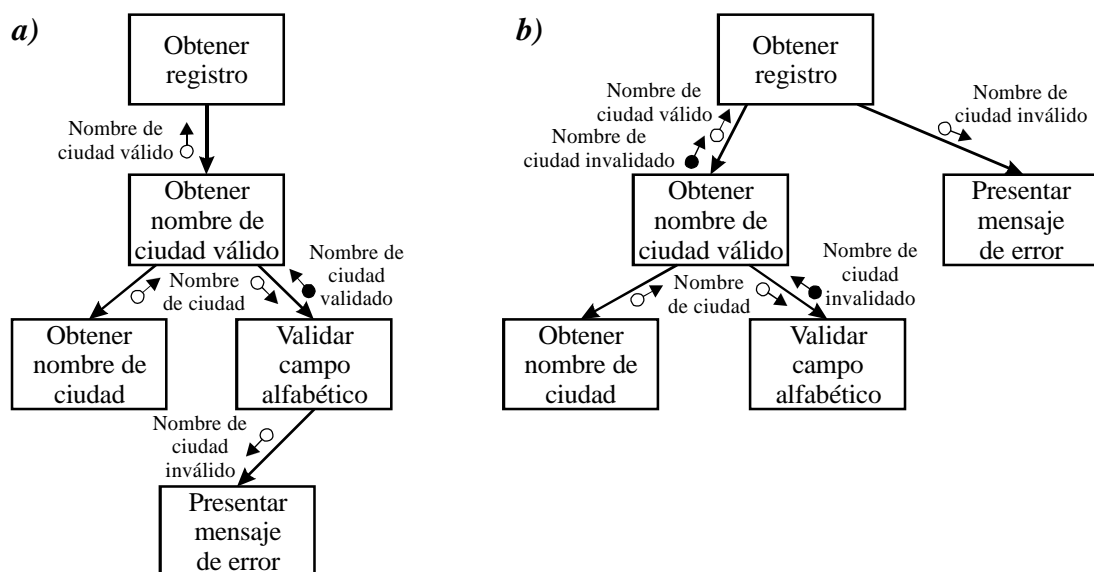 a)
Obtener
registro
Nombre de
ciudad válido
Obtener
nombre de
ciudad válido
Nombre
de ciudad
Nombre de
ciudad
validado
Obtener
nombre de
ciudad
Validar
campo
alfabético
Nombre de
ciudad
inválido
Presentar
mensaje
de error
b)
Obtener
registro
Nombre de
ciudad válido
Nombre de
ciudad invalidado
Nombre de
ciudad inválido
Obtener
nombre de
ciudad válido
Presentar
mensaje
de error
Nombre
de ciudad
Nombre de
ciudad
invalidado
Obtener
nombre de
ciudad
Validar
campo
alfabético